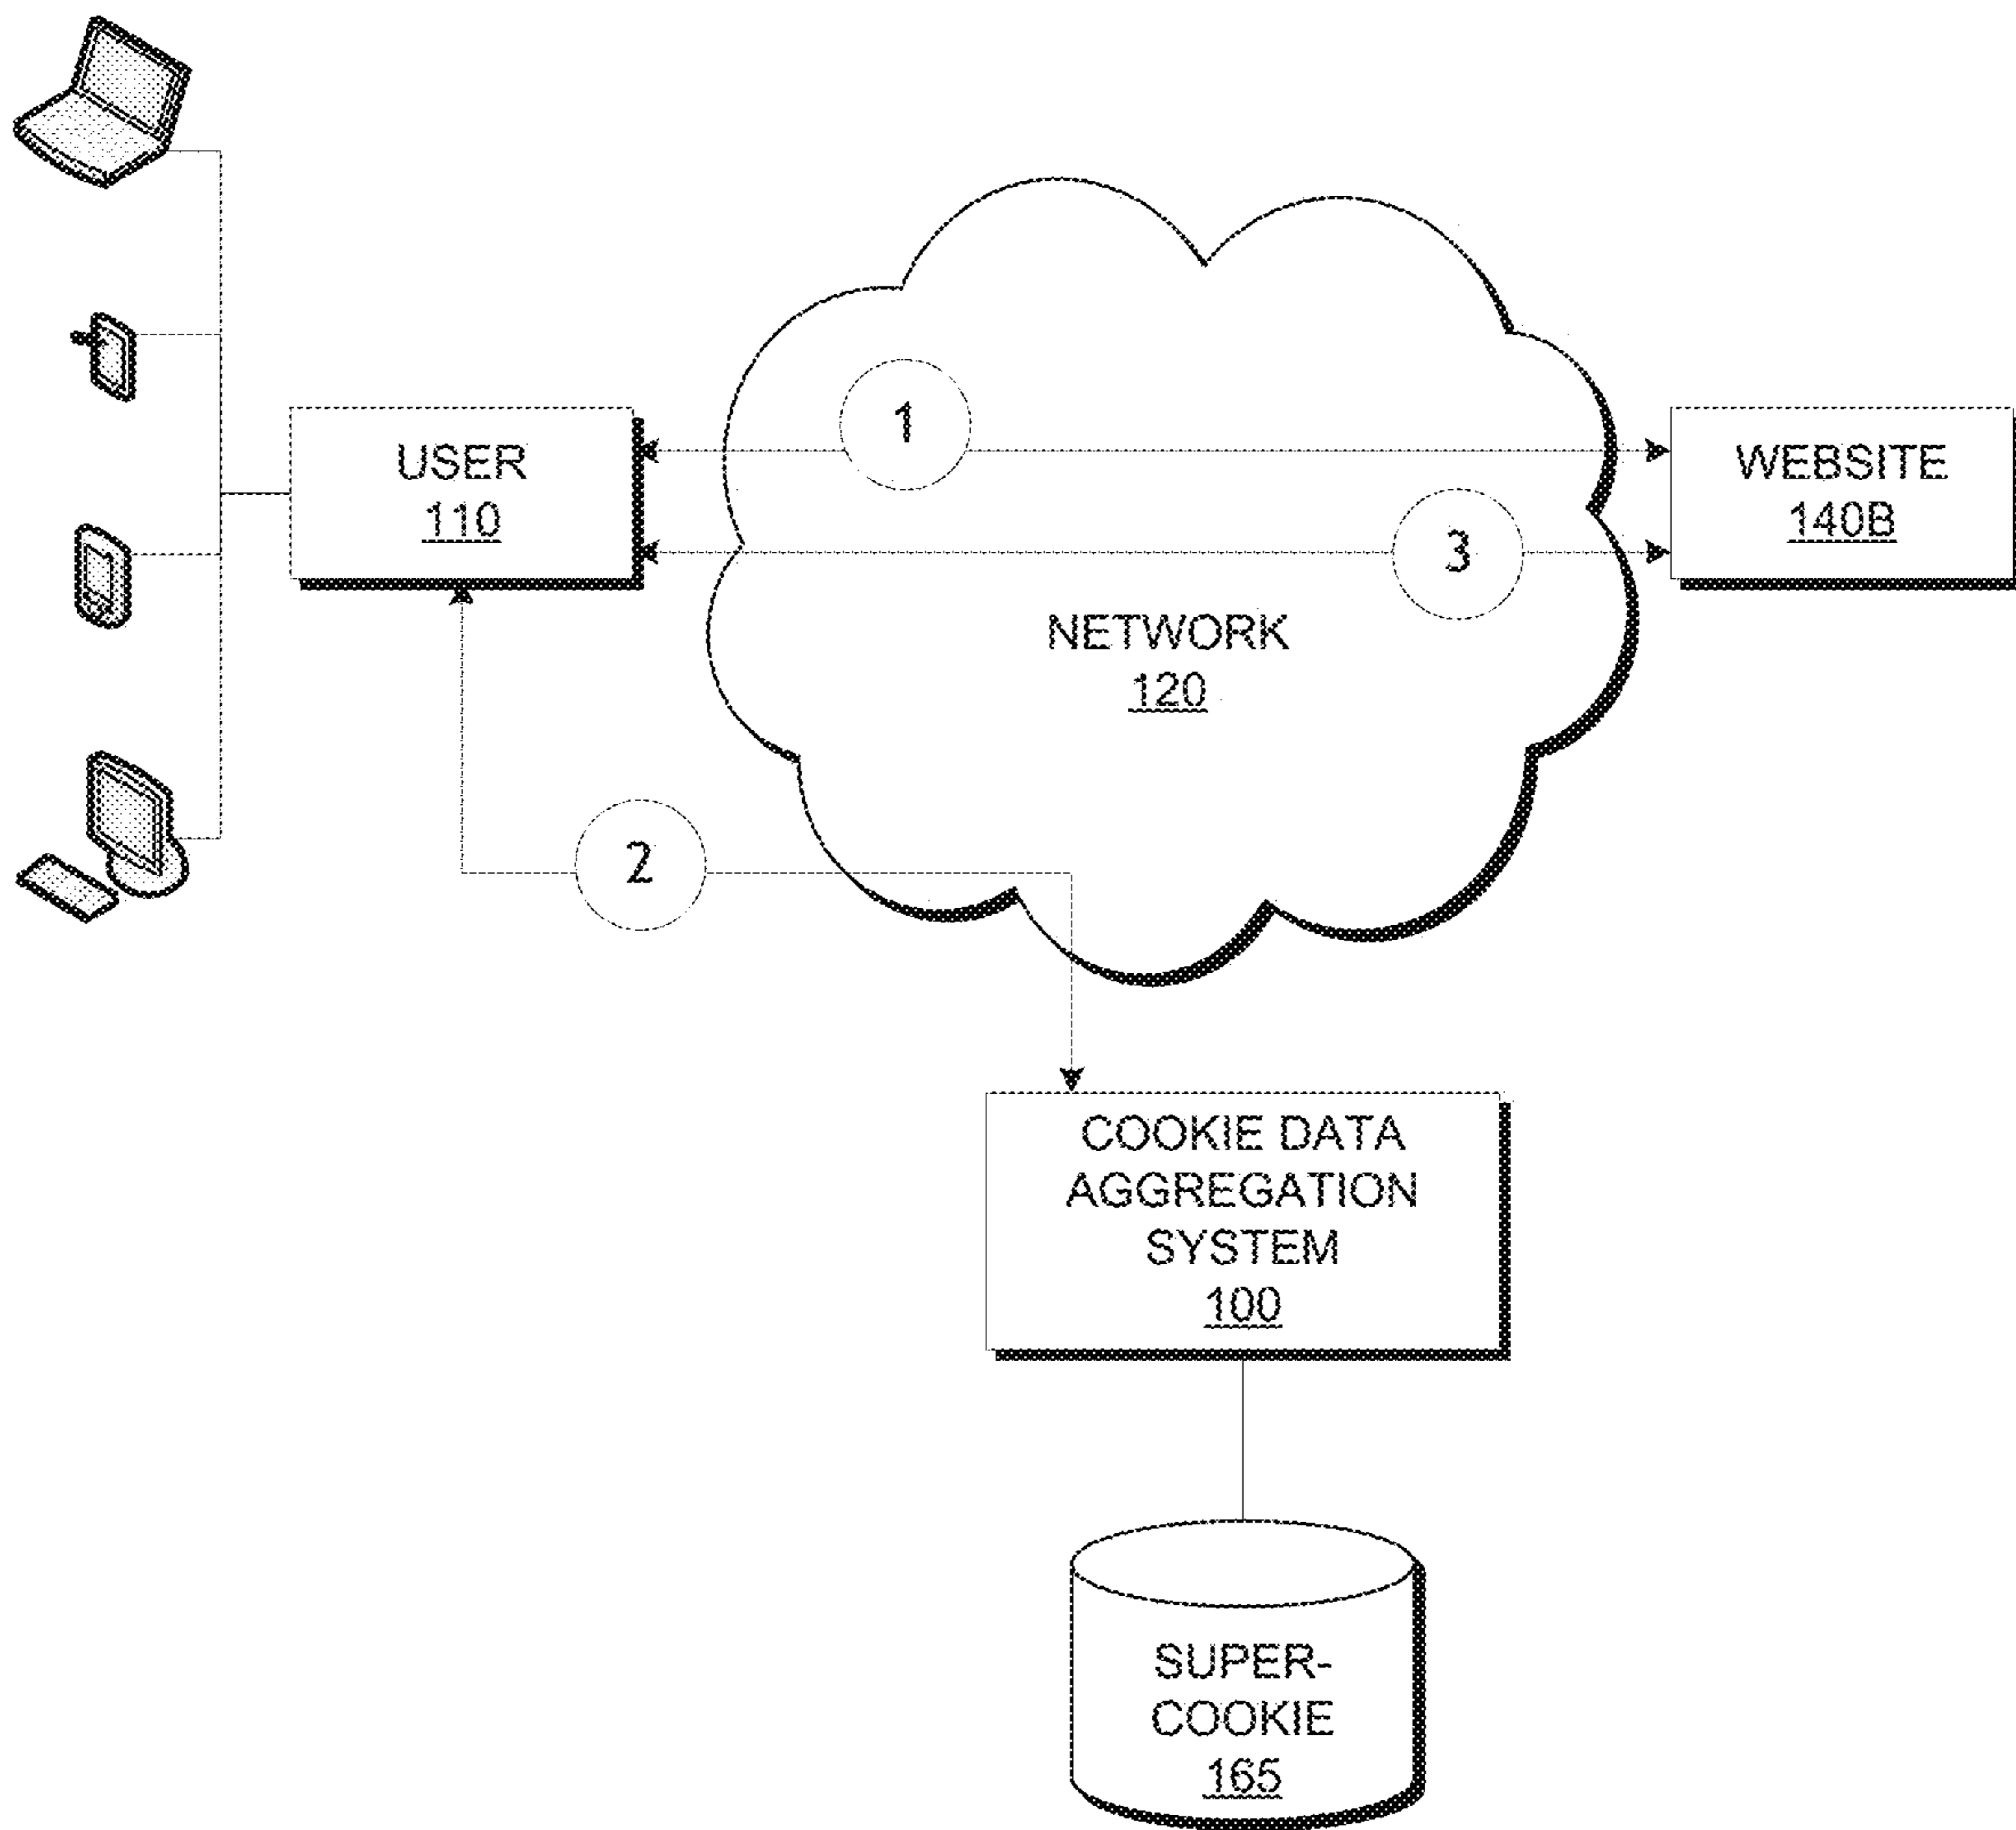 1
USER
110
WEBSITE
140B
3
NETWORK
120
2
COOKIE DATA
AGGREGATION
SYSTEM
100
SUPER-
COOKIE
165